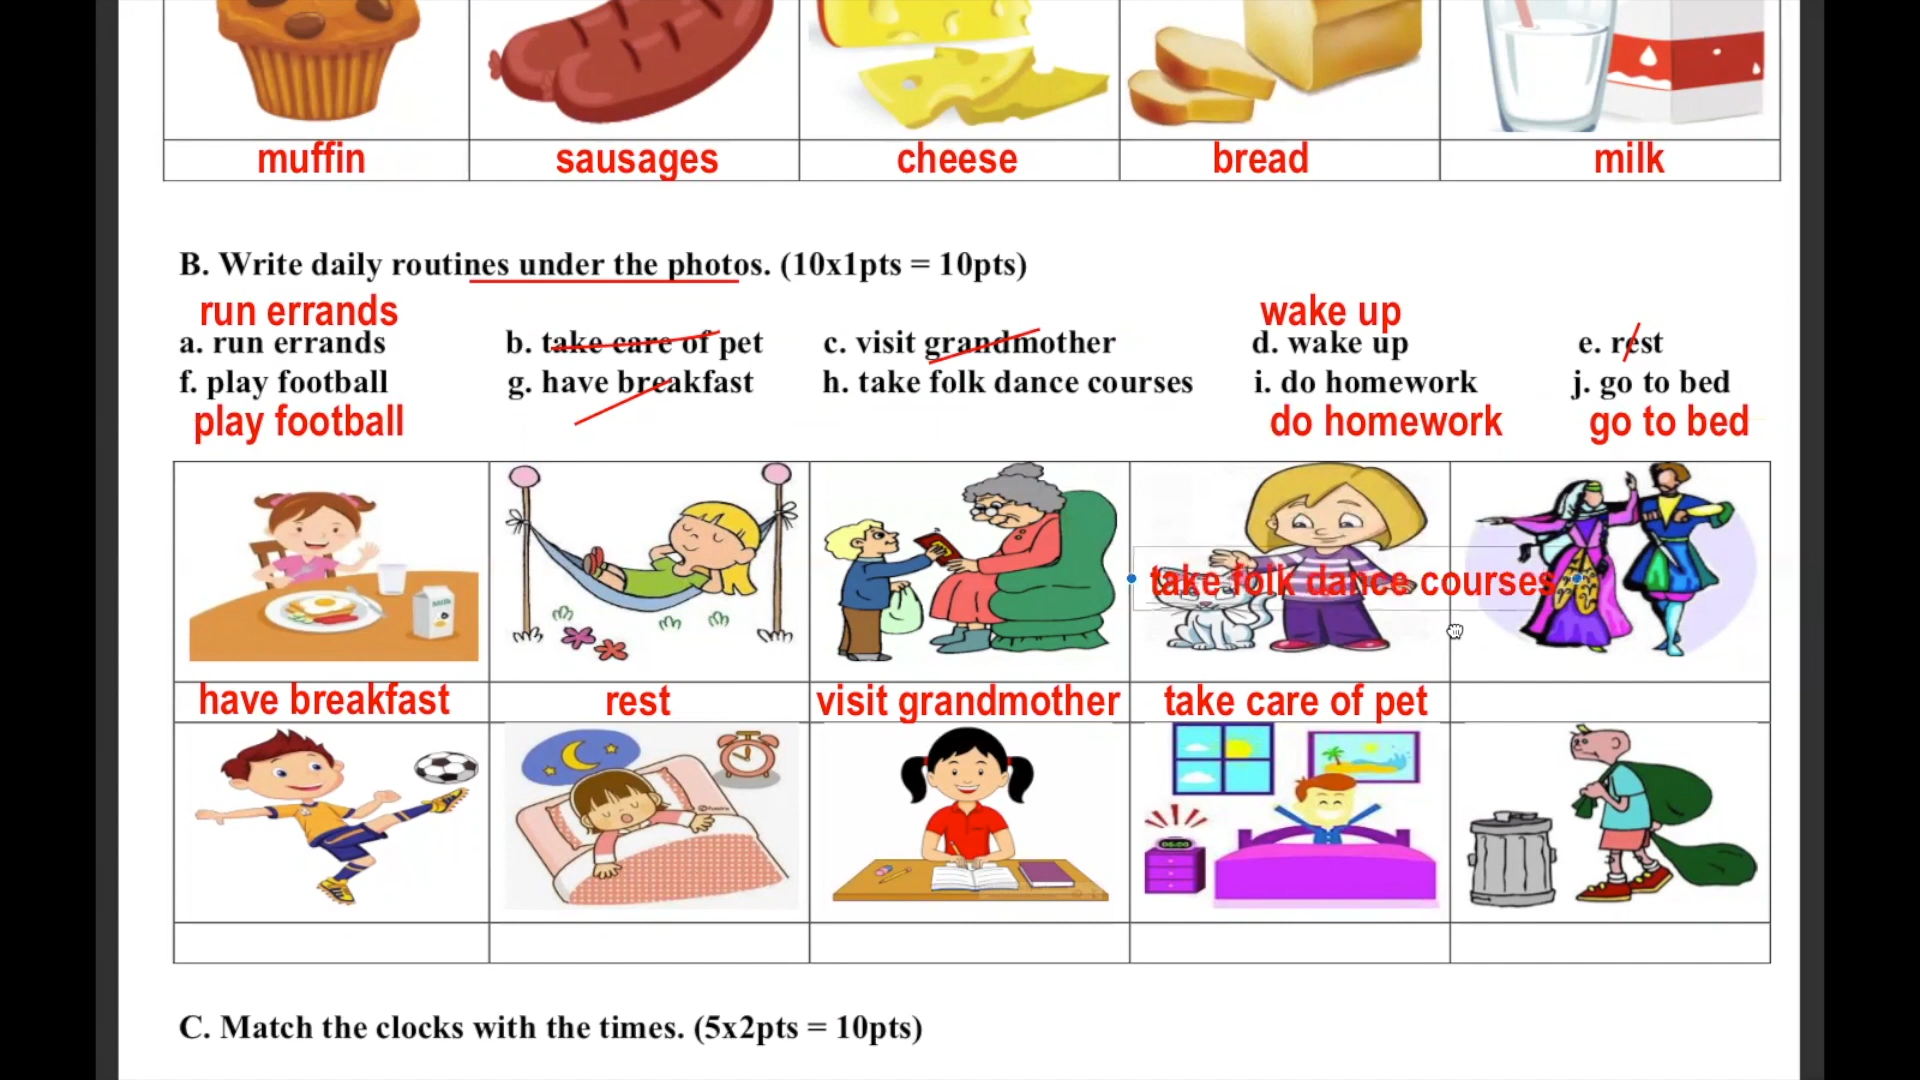 muffin sausages cheese bread milk
B. Write daily routines under the photos. (10x1pts = 10pts)
run errands wake up
a. run errands b. take care of pet c. visit grandmother d. wake up e. rest
f. play football g. have breakfast h. take folk dance courses i. do homework j. go to bed
play football do homework go to bed
take folk dance courses
have breakfast rest visit grandmother take care of pet
C. Match the clocks with the times. (5x2pts = 10pts)